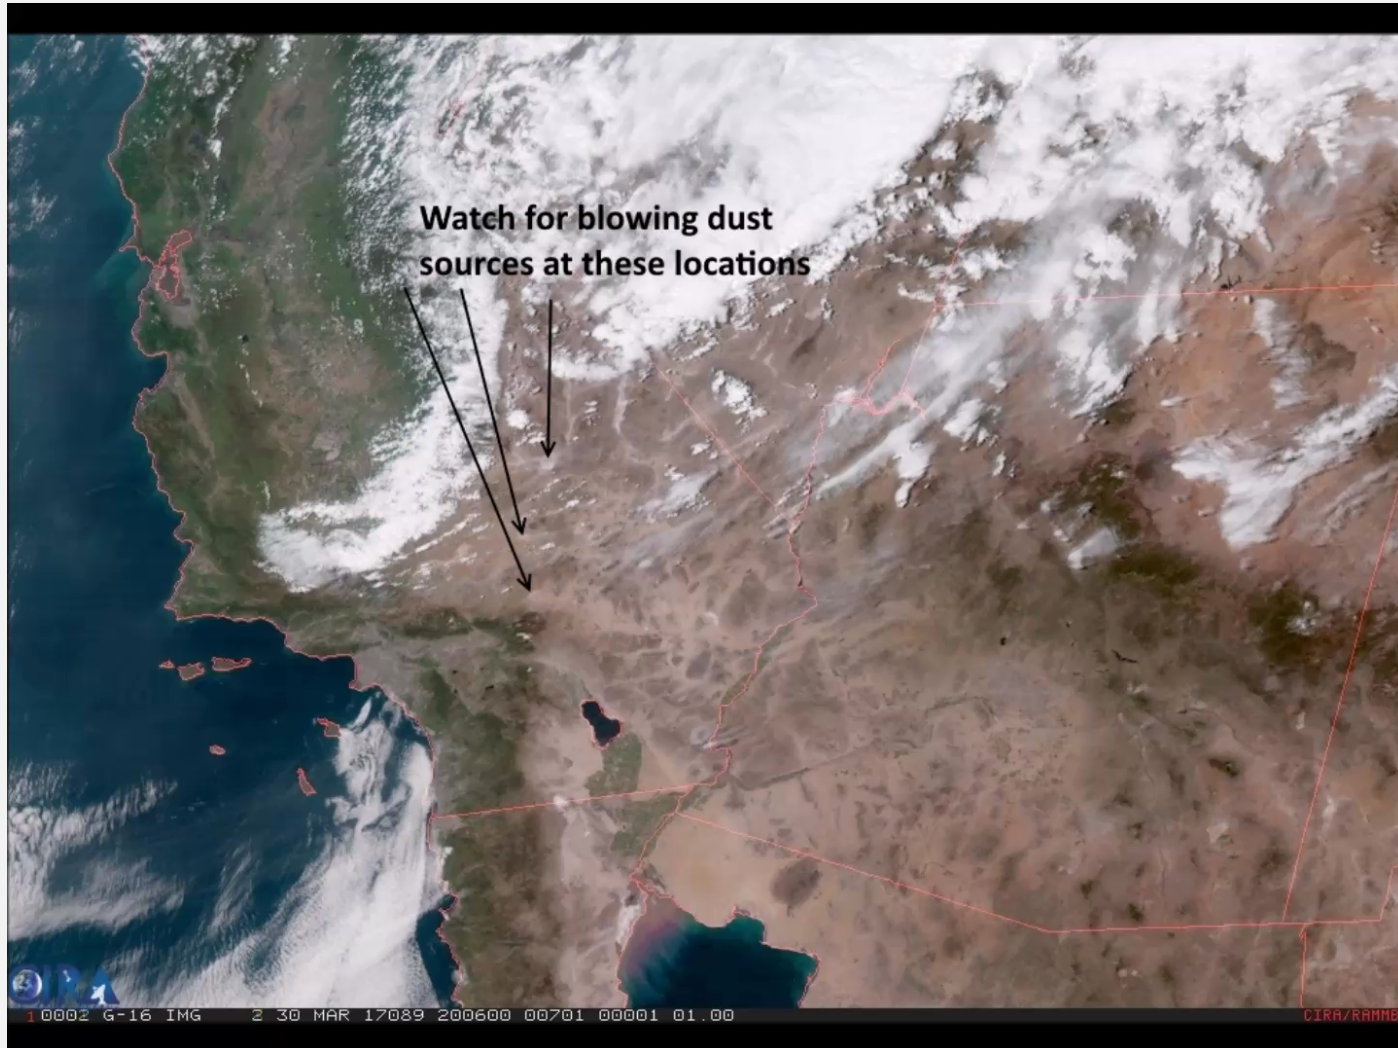 Watch for blowing dust
sources at these locations
CIRA
1 0002 G-16 IMG 2 30 MAR 17089 200600 00701 00001 01.00
CIRA/RAMMB